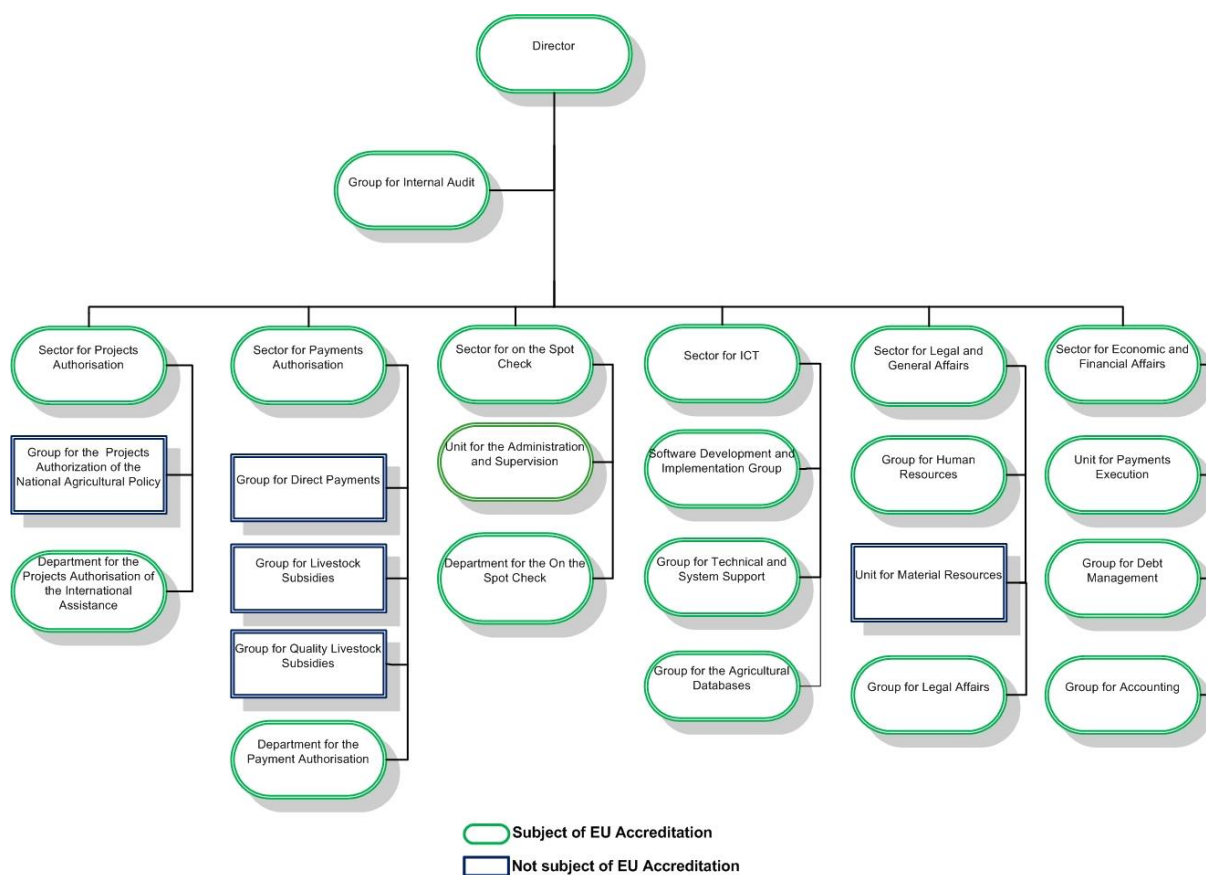 Director
Group for Internal Audit
Sector for Projects
Authorisation
Sector for Payments
Authorisation
Sector for on the Spot
Check
Sector for ICT
Sector for Legal and
General Affairs
Sector for Economic and
Financial Affairs
Group for the Projects
Authorization of the
National Agricultural Policy
Department for the
Projects Authorisation of
the International
Assistance
Group for Direct Payments
Group for Livestock
Subsidies
Group for Quality Livestock
Subsidies
Department for the
Payment Authorisation
Unit for the Administration
and Supervision
Department for the On the
Spot Check
Software Development and
Implementation Group
Group for Technical and
System Support
Group for the Agricultural
Databases
Group for Human
Resources
Unit for Material Resources
Group for Legal Affairs
Unit for Payments
Execution
Group for Debt
Management
Group for Accounting
Subject of EU Accreditation
Not subject of EU Accreditation